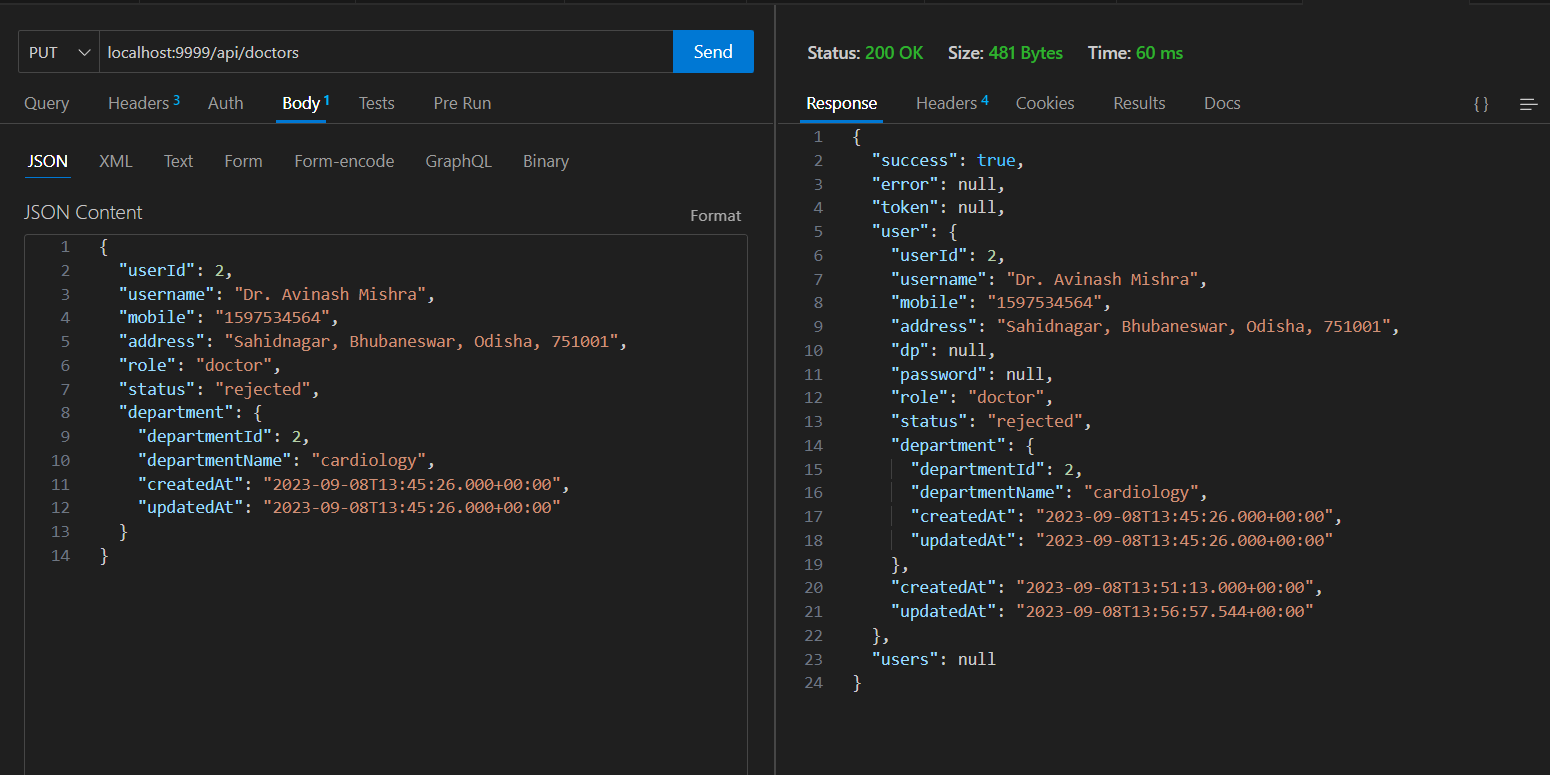 PUT localhost:9999/api/doctors Send
Query Headers 3 Auth Body 1 Tests Pre Run
JSON XML Text Form Form-encode GraphQL Binary
JSON Content Format
1 {
2 "userId": 2,
3 "username": "Dr. Avinash Mishra",
4 "mobile": "1597534564",
5 "address": "Sahidnagar, Bhubaneswar, Odisha, 751001",
6 "role": "doctor",
7 "status": "rejected",
8 "department": {
9 "departmentId": 2,
10 "departmentName": "cardiology",
11 "createdAt": "2023-09-08T13:45:26.000+00:00",
12 "updatedAt": "2023-09-08T13:45:26.000+00:00"
13 }
14 }
Status: 200 OK Size: 481 Bytes Time: 60 ms
Response Headers 4 Cookies Results Docs { }
1 {
2 "success": true,
3 "error": null,
4 "token": null,
5 "user": {
6 "userId": 2,
7 "username": "Dr. Avinash Mishra",
8 "mobile": "1597534564",
9 "address": "Sahidnagar, Bhubaneswar, Odisha, 751001",
10 "dp": null,
11 "password": null,
12 "role": "doctor",
13 "status": "rejected",
14 "department": {
15 "departmentId": 2,
16 "departmentName": "cardiology",
17 "createdAt": "2023-09-08T13:45:26.000+00:00",
18 "updatedAt": "2023-09-08T13:45:26.000+00:00"
19 },
20 "createdAt": "2023-09-08T13:51:13.000+00:00",
21 "updatedAt": "2023-09-08T13:56:57.544+00:00"
22 },
23 "users": null
24 }